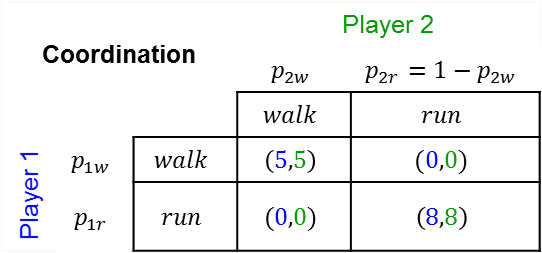 Player 2
Coordination
p_{2w} p_{2r} = 1 − p_{2w}
walk run
Player 1
p_{1w} walk (5,5) (0,0)
p_{1r} run (0,0) (8,8)